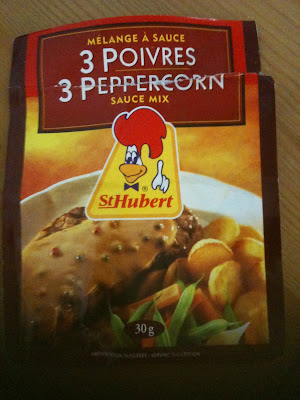 MÉLANGE À SAUCE
3 POIVRES
3 PEPPERCORN
SAUCE MIX
®
StHubert
30 g